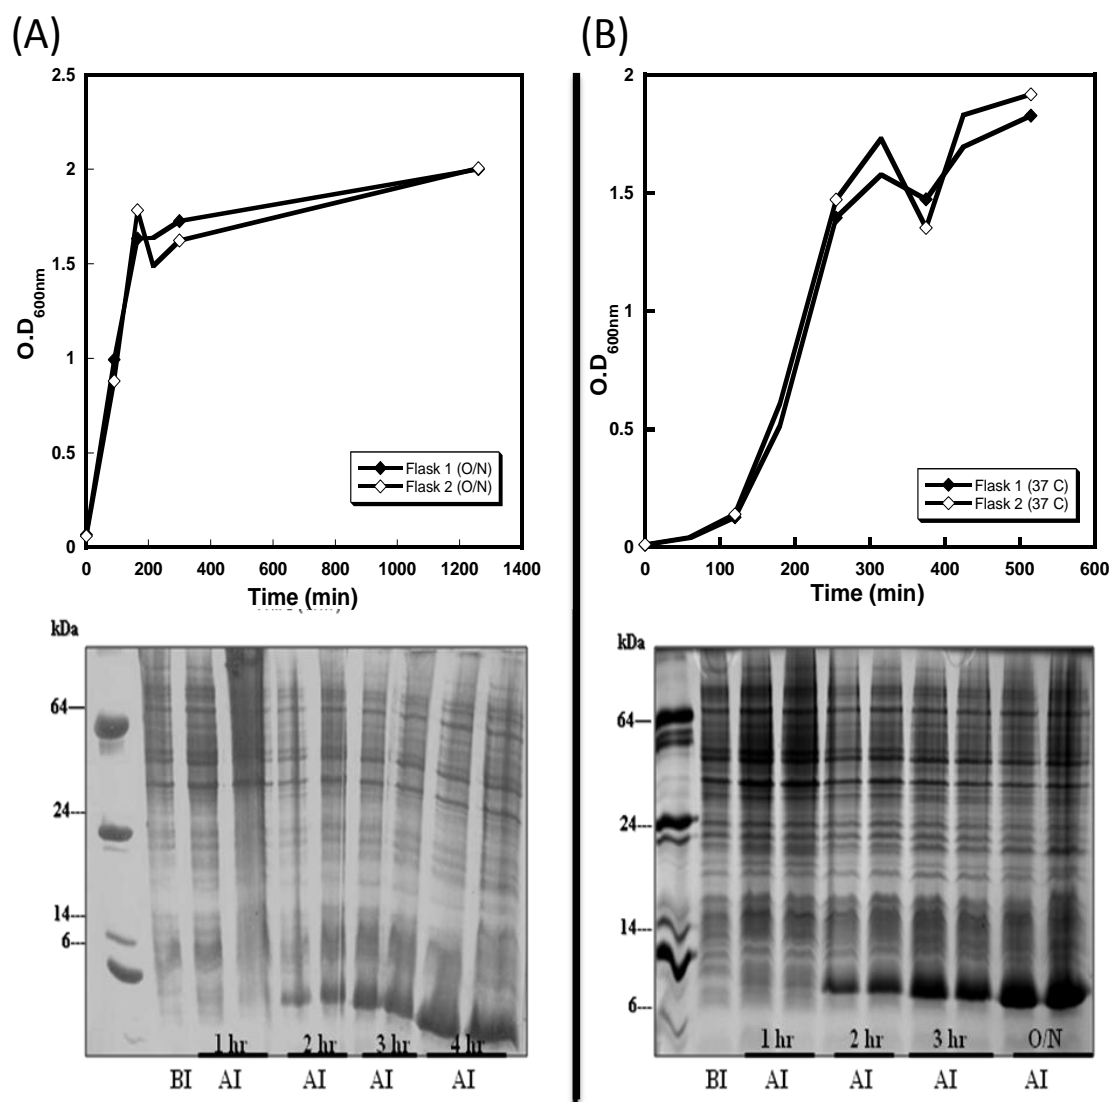 (A)
2.5
2
1.5
1
0.5
0
O.D600nm
Flask 1 (O/N)
Flask 2 (O/N)
0 200 400 600 800 1000 1200 1400
Time (min)
kDa
64
24
14
6
1 hr 2 hr 3 hr 4 hr
BI AI AI AI AI
(B)
2
1.5
1
0.5
0
O.D600nm
Flask 1 (37 C)
Flask 2 (37 C)
0 100 200 300 400 500 600
Time (min)
kDa
64
24
14
6
1 hr 2 hr 3 hr O/N
BI AI AI AI AI